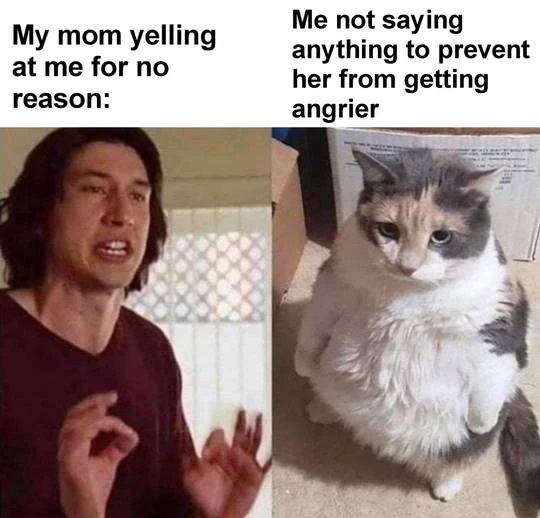 My mom yelling
at me for no
reason:
Me not saying
anything to prevent
her from getting
angrier